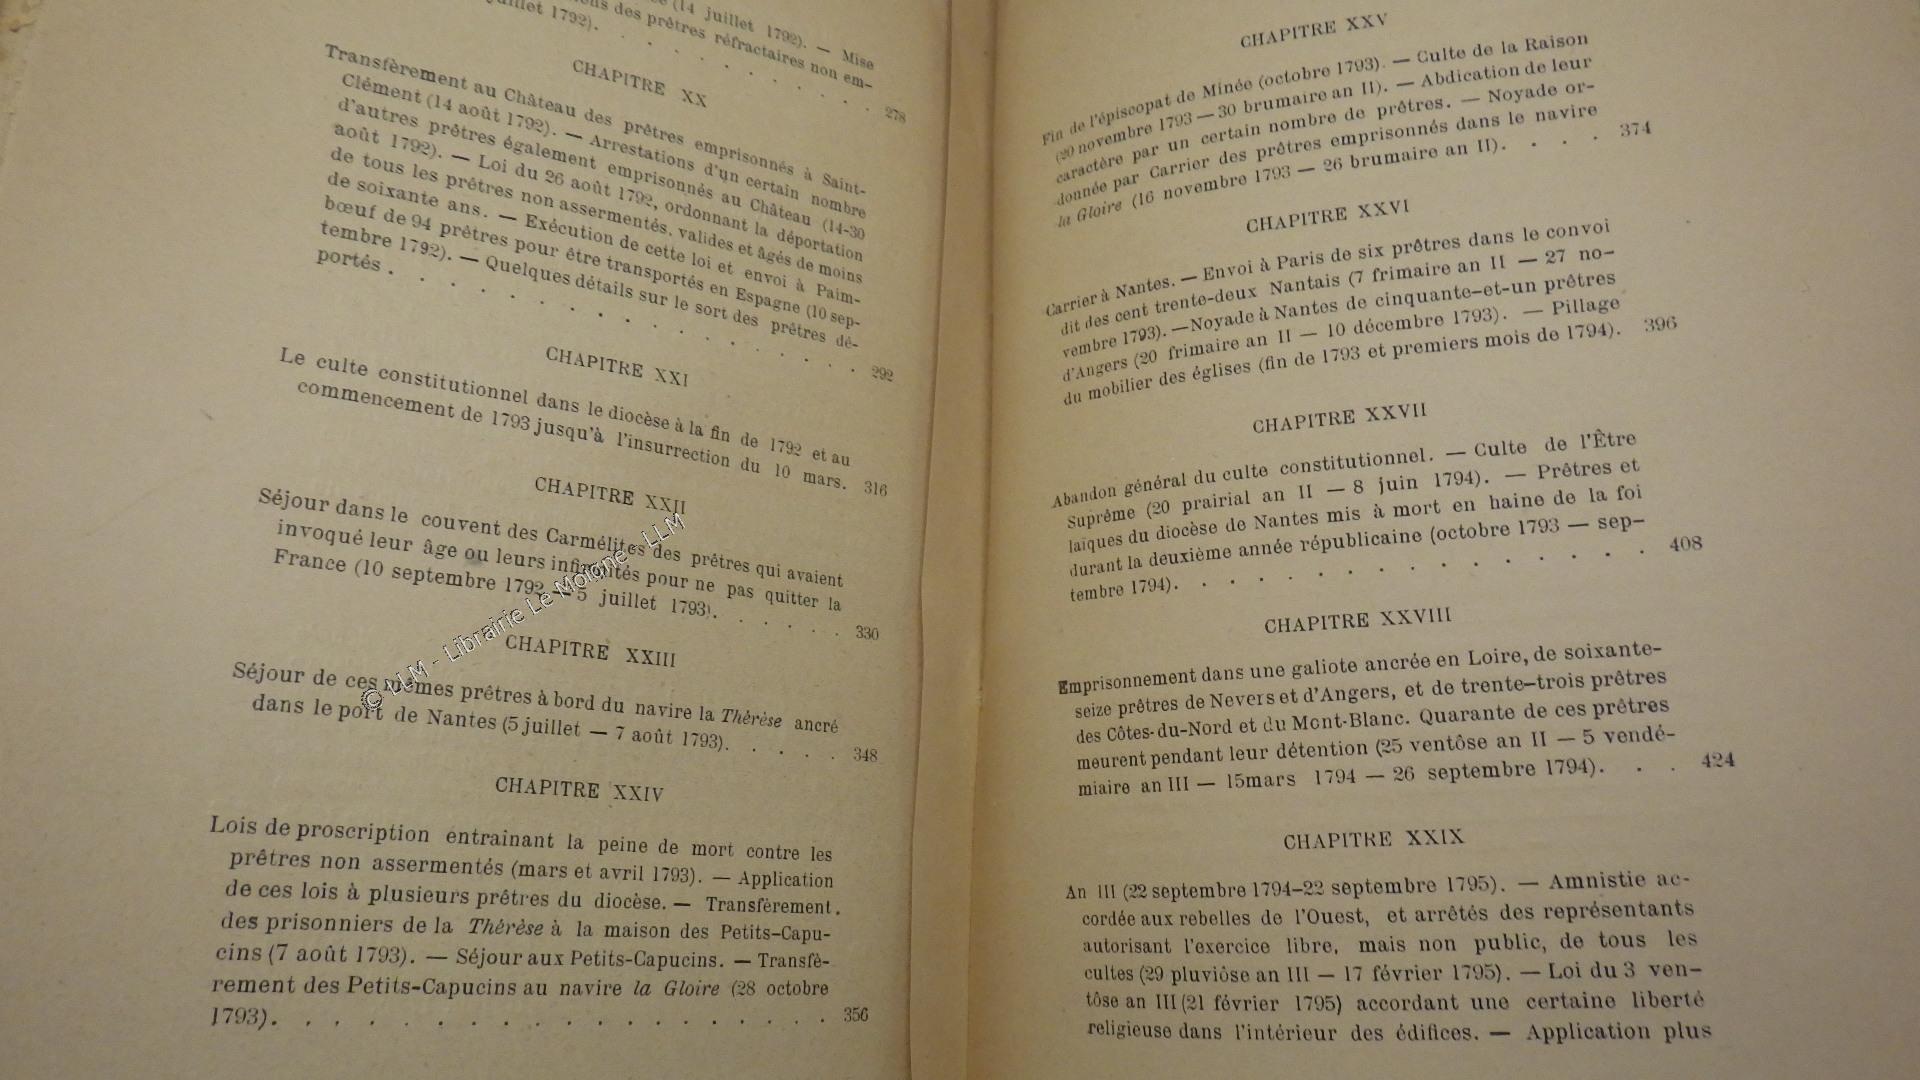 (14 juillet 1792). — Mise
des prêtres réfractaires non em-
juillet 1792). . . . . . . . . . 278
CHAPITRE XX
Transfèrement au Château des prêtres emprisonnés à Saint-
Clément (14 août 1792). — Arrestations d'un certain nombre
d'autres prêtres également emprisonnés au Château (14-30
août 1792). — Loi du 26 août 1792, ordonnant la déportation
de tous les prêtres non assermentés, valides et âgés de moins
de soixante ans. — Exécution de cette loi et envoi à Paim-
bœuf de 94 prêtres pour être transportés en Espagne (10 sep-
tembre 1792). — Quelques détails sur le sort des prêtres dé-
portés . . . . . . . . . . . . . . . 292
CHAPITRE XXI
Le culte constitutionnel dans le diocèse à la fin de 1792 et au
commencement de 1793 jusqu'à l'insurrection du 10 mars. 316
CHAPITRE XXII
Séjour dans le couvent des Carmélites des prêtres qui avaient
invoqué leur âge ou leurs infirmités pour ne pas quitter la
France (10 septembre 1792 — 5 juillet 1793). . . . . . 330
CHAPITRE XXIII
Séjour de ces mêmes prêtres à bord du navire la Thérèse ancré
dans le port de Nantes (5 juillet — 7 août 1793). . . . . 348
CHAPITRE XXIV
Lois de proscription entrainant la peine de mort contre les
prêtres non assermentés (mars et avril 1793). — Application
de ces lois à plusieurs prêtres du diocèse. — Transfèrement.
des prisonniers de la Thérèse à la maison des Petits-Capu-
cins (7 août 1793). — Séjour aux Petits-Capucins. — Transfè-
rement des Petits-Capucins au navire la Gloire (28 octobre
1793). . . . . . . . . . . . . . . . . . 356
© LLM - Librairie Le Moigne - LLM
CHAPITRE XXV
Fin de l'épiscopat de Minée (octobre 1793). — Culte de la Raison
(20 novembre 1793 — 30 brumaire an II). — Abdication de leur
caractère par un certain nombre de prêtres. — Noyade or-
donnée par Carrier des prêtres emprisonnés dans le navire
la Gloire (16 novembre 1793 — 26 brumaire an II). . . . 374
CHAPITRE XXVI
Carrier à Nantes. — Envoi à Paris de six prêtres dans le convoi
dit des cent trente-deux Nantais (7 frimaire an II — 27 no-
vembre 1793). — Noyade à Nantes de cinquante-et-un prêtres
d'Angers (20 frimaire an II — 10 décembre 1793). — Pillage
du mobilier des églises (fin de 1793 et premiers mois de 1794). 396
CHAPITRE XXVII
Abandon général du culte constitutionnel. — Culte de l'Être
Suprême (20 prairial an II — 8 juin 1794). — Prêtres et
laïques du diocèse de Nantes mis à mort en haine de la foi
durant la deuxième année républicaine (octobre 1793 — sep-
tembre 1794). . . . . . . . . . . . . . . 408
CHAPITRE XXVIII
Emprisonnement dans une galiote ancrée en Loire, de soixante-
seize prêtres de Nevers et d'Angers, et de trente-trois prêtres
des Côtes-du-Nord et du Mont-Blanc. Quarante de ces prêtres
meurent pendant leur détention (25 ventôse an II — 5 vendé-
miaire an III — 15 mars 1794 — 26 septembre 1794). . . 424
CHAPITRE XXIX
An III (22 septembre 1794-22 septembre 1795). — Amnistie ac-
cordée aux rebelles de l'Ouest, et arrêtés des représentants
autorisant l'exercice libre, mais non public, de tous les
cultes (29 pluviôse an III — 17 février 1795). — Loi du 3 ven-
tôse an III (21 février 1795) accordant une certaine liberté
religieuse dans l'intérieur des édifices. — Application plus